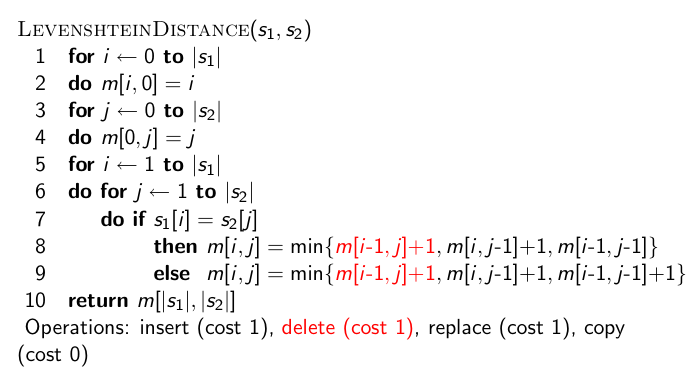 LEVENSHTEINDISTANCE(s₁, s₂)
1 for i ← 0 to |s₁|
2 do m[i, 0] = i
3 for j ← 0 to |s₂|
4 do m[0, j] = j
5 for i ← 1 to |s₁|
6 do for j ← 1 to |s₂|
7 do if s₁[i] = s₂[j]
8 then m[i, j] = min{m[i-1, j]+1, m[i, j-1]+1, m[i-1, j-1]}
9 else m[i, j] = min{m[i-1, j]+1, m[i, j-1]+1, m[i-1, j-1]+1}
10 return m[|s₁|, |s₂|]
Operations: insert (cost 1), delete (cost 1), replace (cost 1), copy
(cost 0)